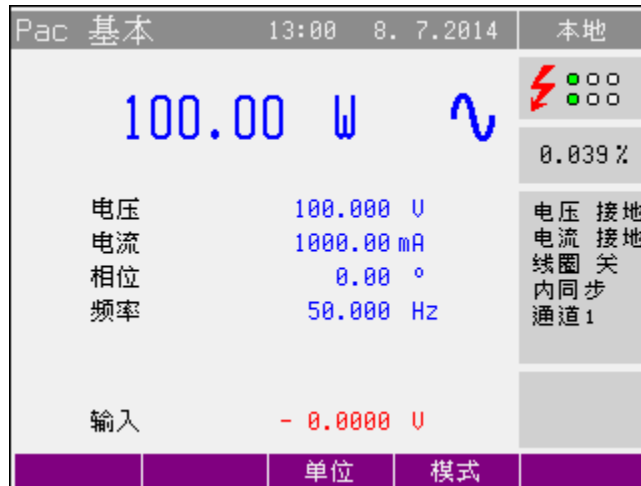 Pac 基本 13:00 8. 7.2014 本地
100.00 W
0.039%
电压 100.000 V
电流 1000.00 mA
相位 0.00 °
频率 50.000 Hz
电压 接地
电流 接地
线圈 关
内同步
通道1
输入 - 0.0000 V
单位 模式